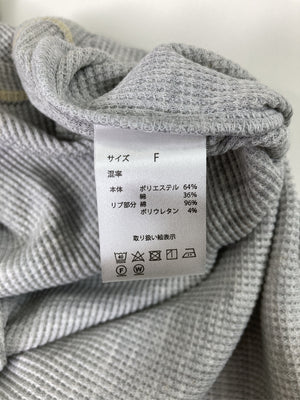 サイズ F
混率
本体 ポリエステル 64%
綿 36%
リブ部分 綿 96%
ポリウレタン 4%
取り扱い絵表示